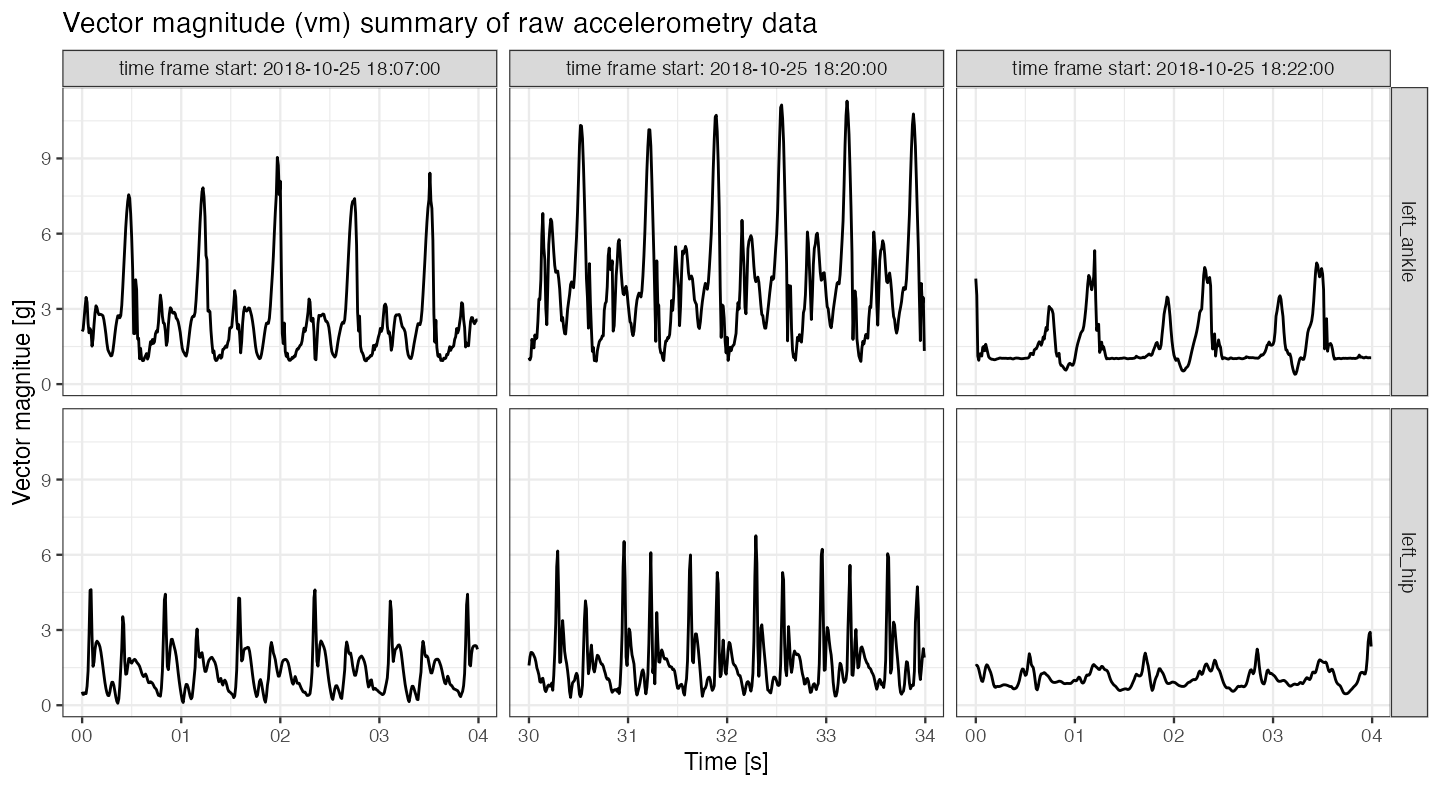 Vector magnitude (vm) summary of raw accelerometry data
time frame start: 2018-10-25 18:07:00
time frame start: 2018-10-25 18:20:00
time frame start: 2018-10-25 18:22:00
Vector magnitue [g]
9
6
3
0
left_ankle
9
6
3
0
left_hip
00 01 02 03 04
30 31 32 33 34
00 01 02 03 04
Time [s]